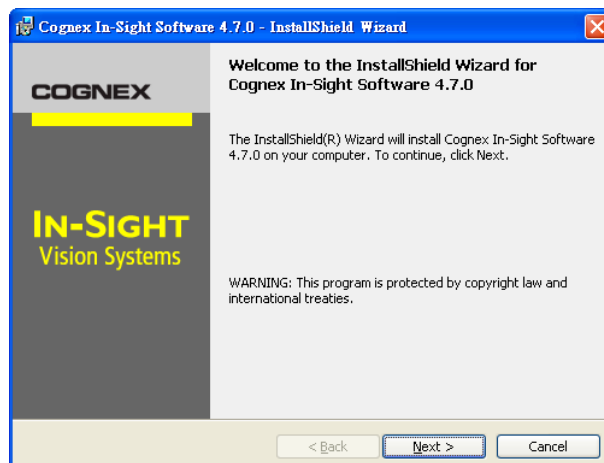 Cognex In-Sight Software 4.7.0 - InstallShield Wizard
COGNEX
IN-SIGHT
Vision Systems
Welcome to the InstallShield Wizard for
Cognex In-Sight Software 4.7.0
The InstallShield(R) Wizard will install Cognex In-Sight Software
4.7.0 on your computer. To continue, click Next.
WARNING: This program is protected by copyright law and
international treaties.
< Back
Next >
Cancel